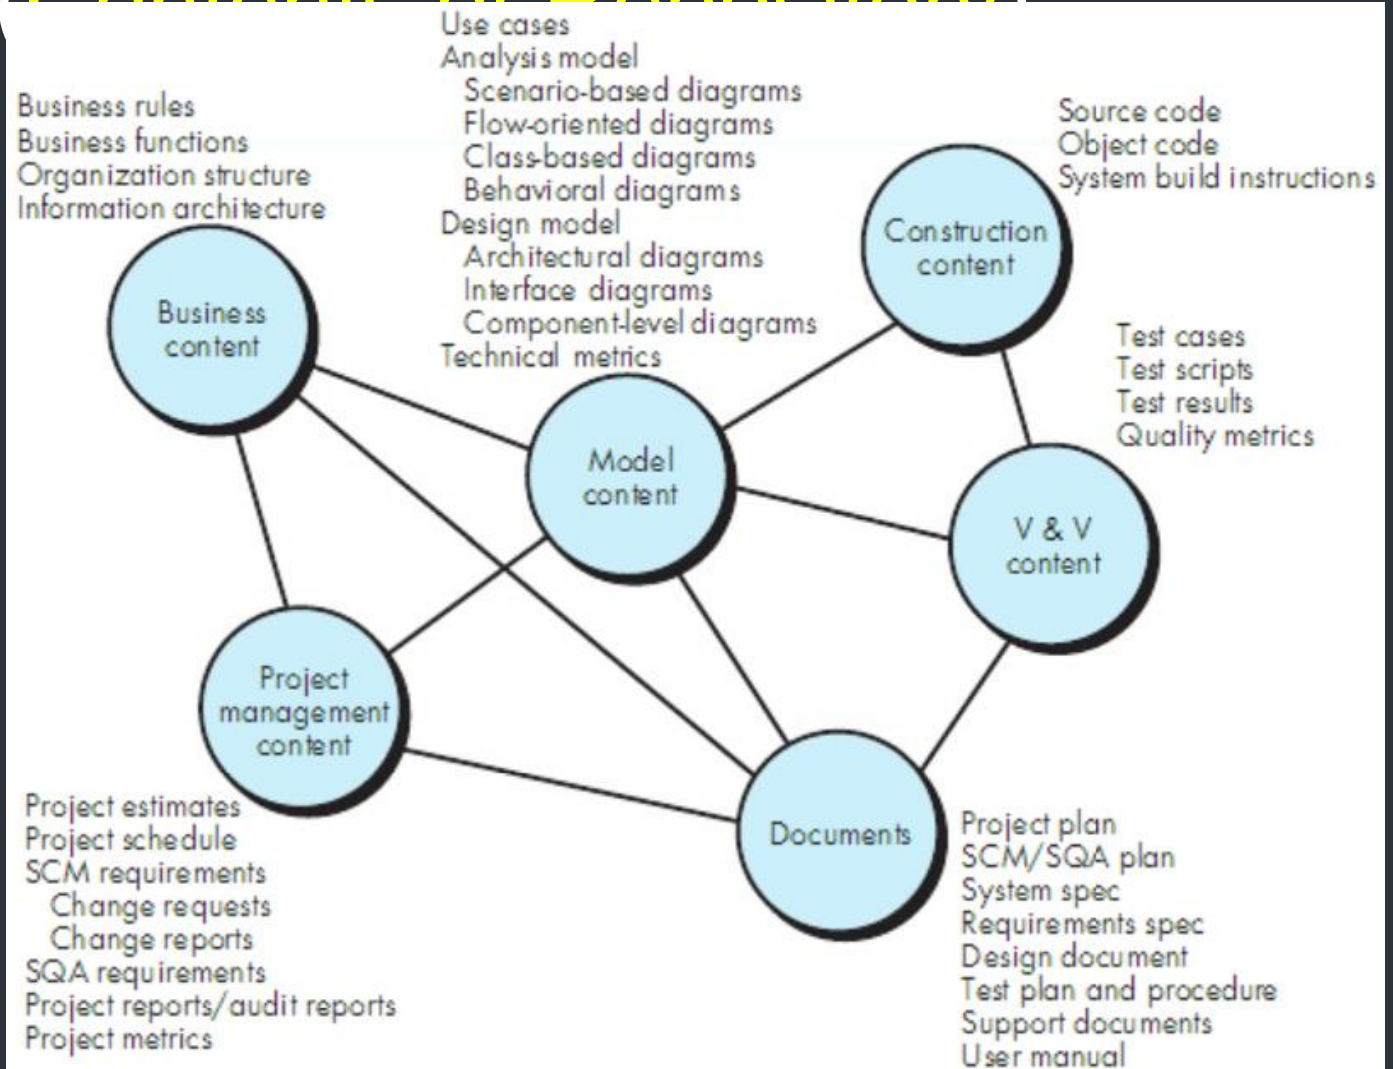 Use cases
Analysis model
Scenario-based diagrams
Flow-oriented diagrams
Class-based diagrams
Behavioral diagrams
Design model
Architectural diagrams
Interface diagrams
Component-level diagrams
Technical metrics
Business rules
Business functions
Organization structure
Information architecture
Source code
Object code
System build instructions
Construction
content
Business
content
Test cases
Test scripts
Test results
Quality metrics
Model
content
V & V
content
Project
management
content
Project estimates
Project schedule
SCM requirements
Change requests
Change reports
SQA requirements
Project reports/audit reports
Project metrics
Documents
Project plan
SCM/SQA plan
System spec
Requirements spec
Design document
Test plan and procedure
Support documents
User manual